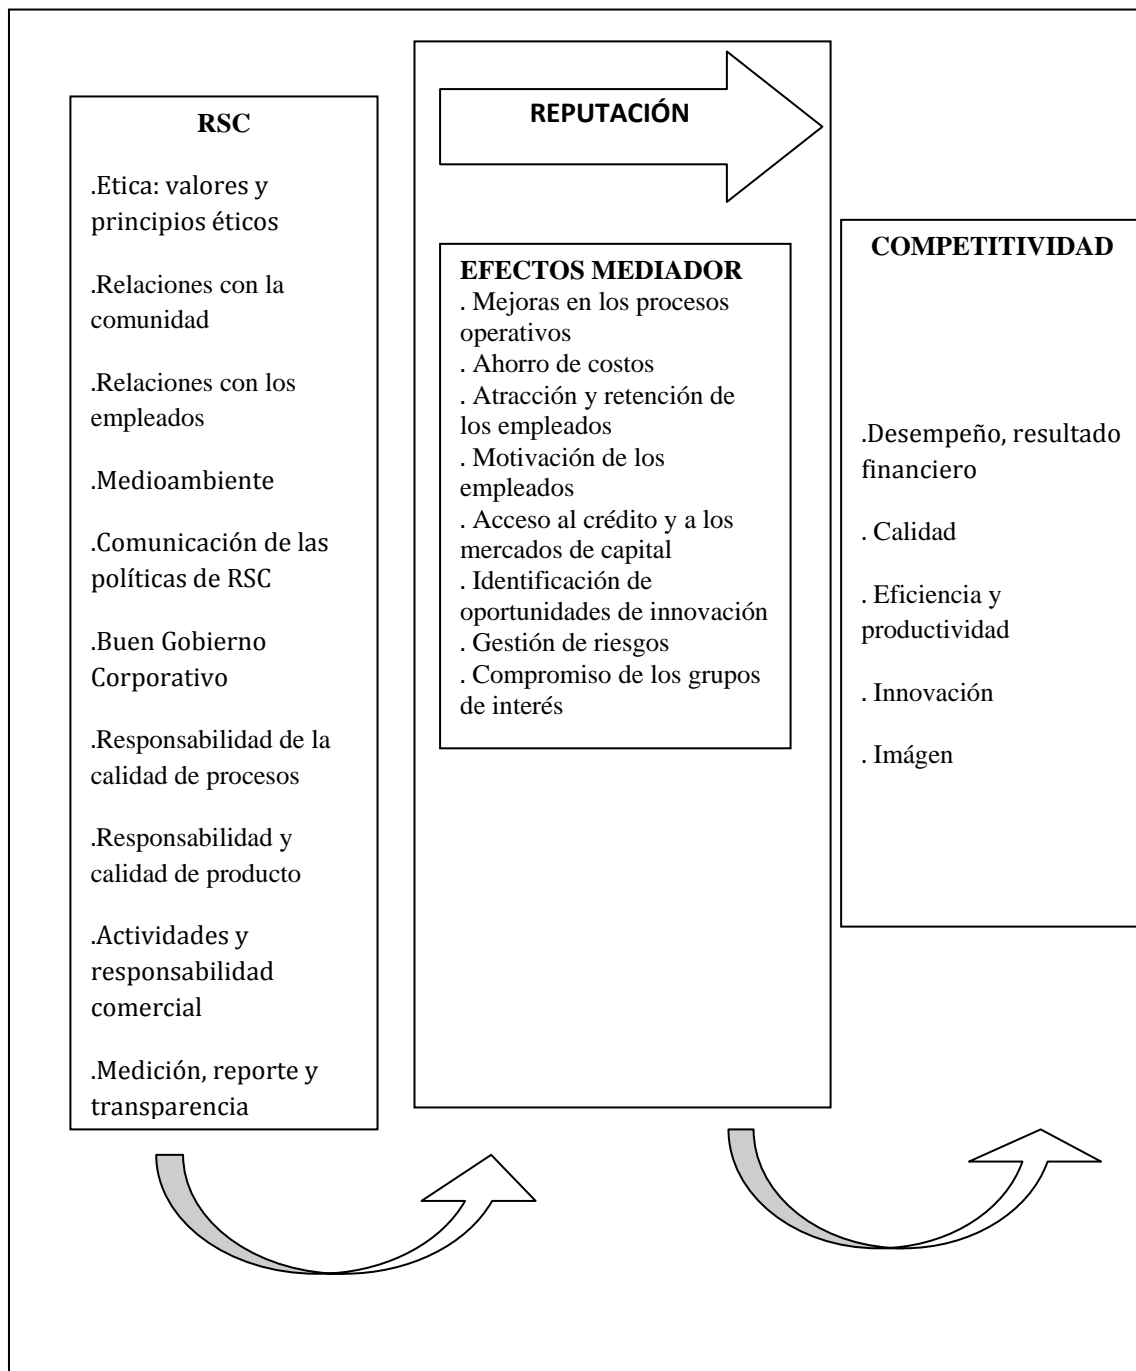 RSC
.Etica: valores y
principios éticos
.Relaciones con la
comunidad
.Relaciones con los
empleados
.Medioambiente
.Comunicación de las
políticas de RSC
.Buen Gobierno
Corporativo
.Responsabilidad de la
calidad de procesos
.Responsabilidad y
calidad de producto
.Actividades y
responsabilidad
comercial
.Medición, reporte y
transparencia
REPUTACIÓN
EFECTOS MEDIADOR
. Mejoras en los procesos
operativos
. Ahorro de costos
. Atracción y retención de
los empleados
. Motivación de los
empleados
. Acceso al crédito y a los
mercados de capital
. Identificación de
oportunidades de innovación
. Gestión de riesgos
. Compromiso de los grupos
de interés
COMPETITIVIDAD
.Desempeño, resultado
financiero
. Calidad
. Eficiencia y
productividad
. Innovación
. Imágen